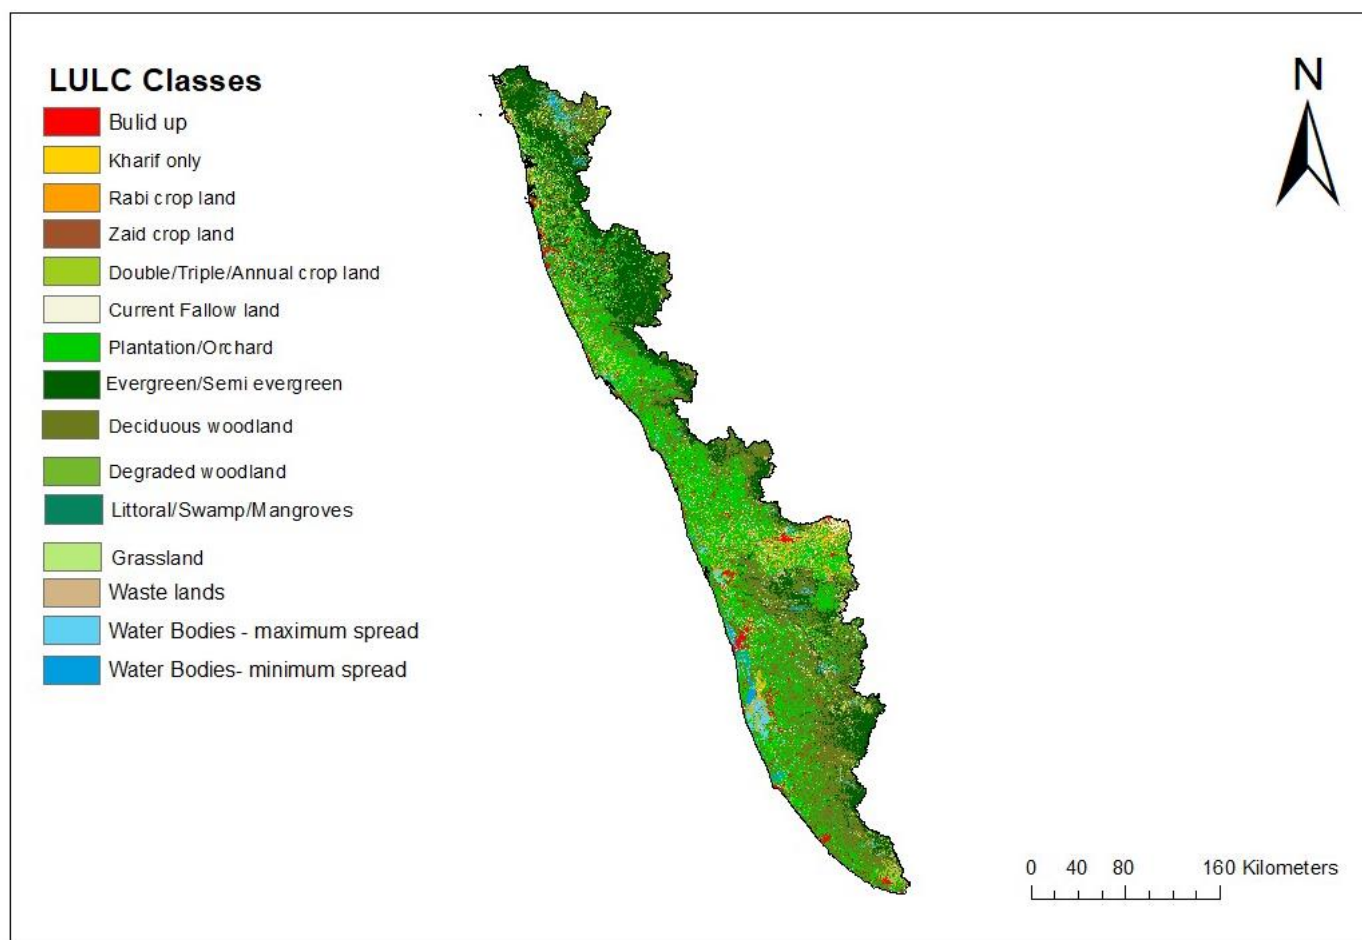 LULC Classes
Bulid up
Kharif only
Rabi crop land
Zaid crop land
Double/Triple/Annual crop land
Current Fallow land
Plantation/Orchard
Evergreen/Semi evergreen
Deciduous woodland
Degraded woodland
Littoral/Swamp/Mangroves
Grassland
Waste lands
Water Bodies - maximum spread
Water Bodies- minimum spread
N
0 40 80 160 Kilometers